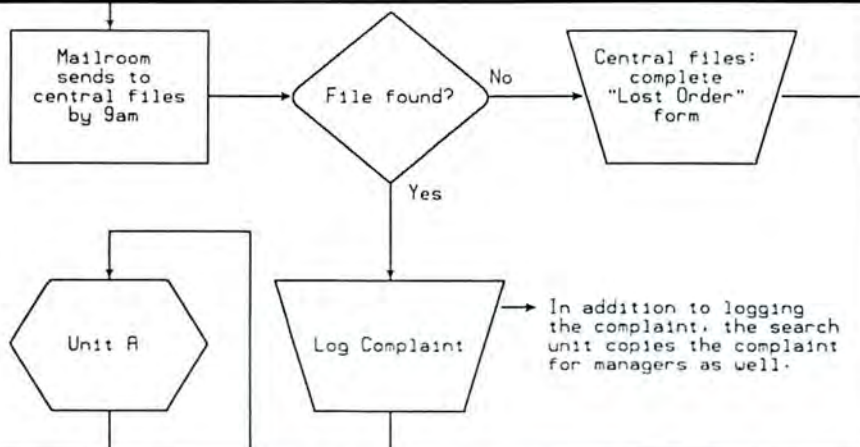 Mailroom
sends to
central files
by 9am
File found?
No
Central files:
complete
"Lost Order"
form
Yes
Unit A
Log Complaint
In addition to logging
the complaint, the search
unit copies the complaint
for managers as well.